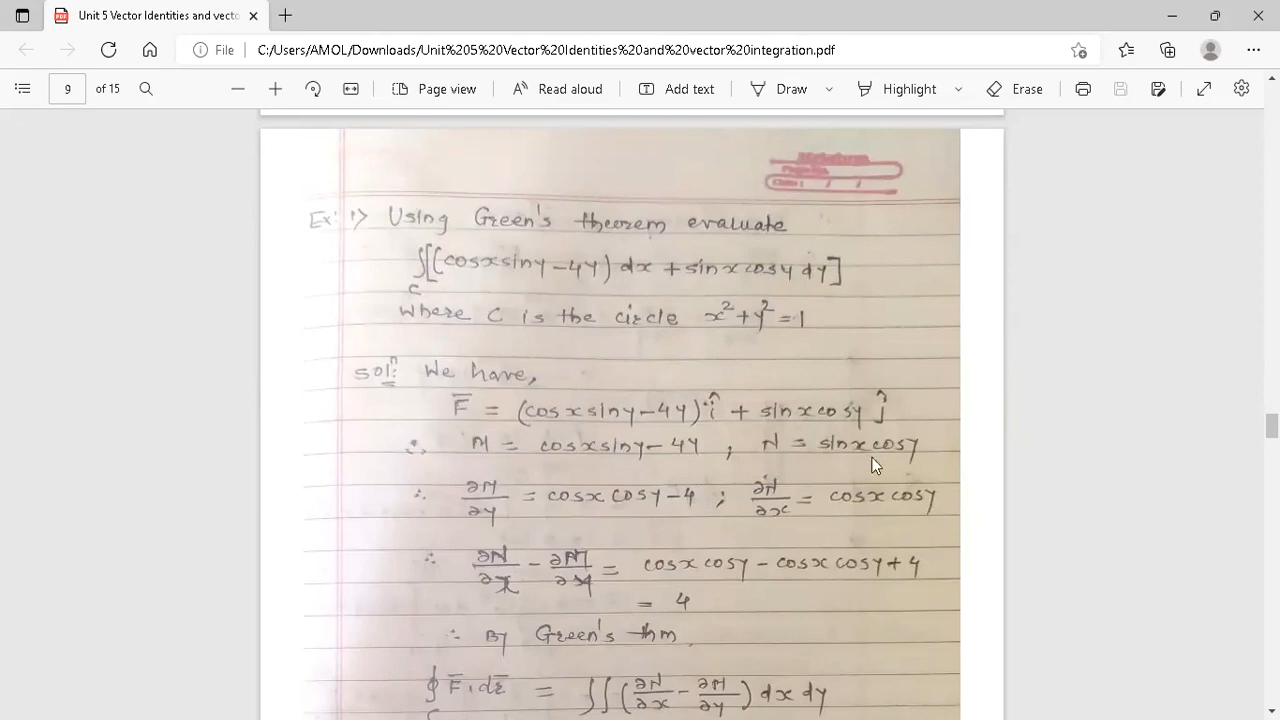 Unit 5 Vector Identities and vecto
File C:/Users/AMOL/Downloads/Unit%205%20Vector%20Identities%20and%20vector%20integration.pdf
9 of 15 Page view Read aloud Add text Draw Highlight Erase
Page No.
Date: / /
Ex: 1> Using Green's theorem evaluate
∫[(cosx siny - 4y) dx + sinx cosy dy]
C
where C is the circle x² + y² = 1
Solⁿ: We have,
F̅ = (cosx siny - 4y) î + sinx cosy ĵ
∴ M = cosx siny - 4y ; N = sinx cosy
∴ ∂M/∂y = cosx cosy - 4 ; ∂N/∂x = cosx cosy
∴ ∂N/∂x - ∂M/∂y = cosx cosy - cosx cosy + 4
= 4
∴ By Green's thm
∮ F̅ . dr̅ = ∫∫ (∂N/∂x - ∂M/∂y) dx dy
C